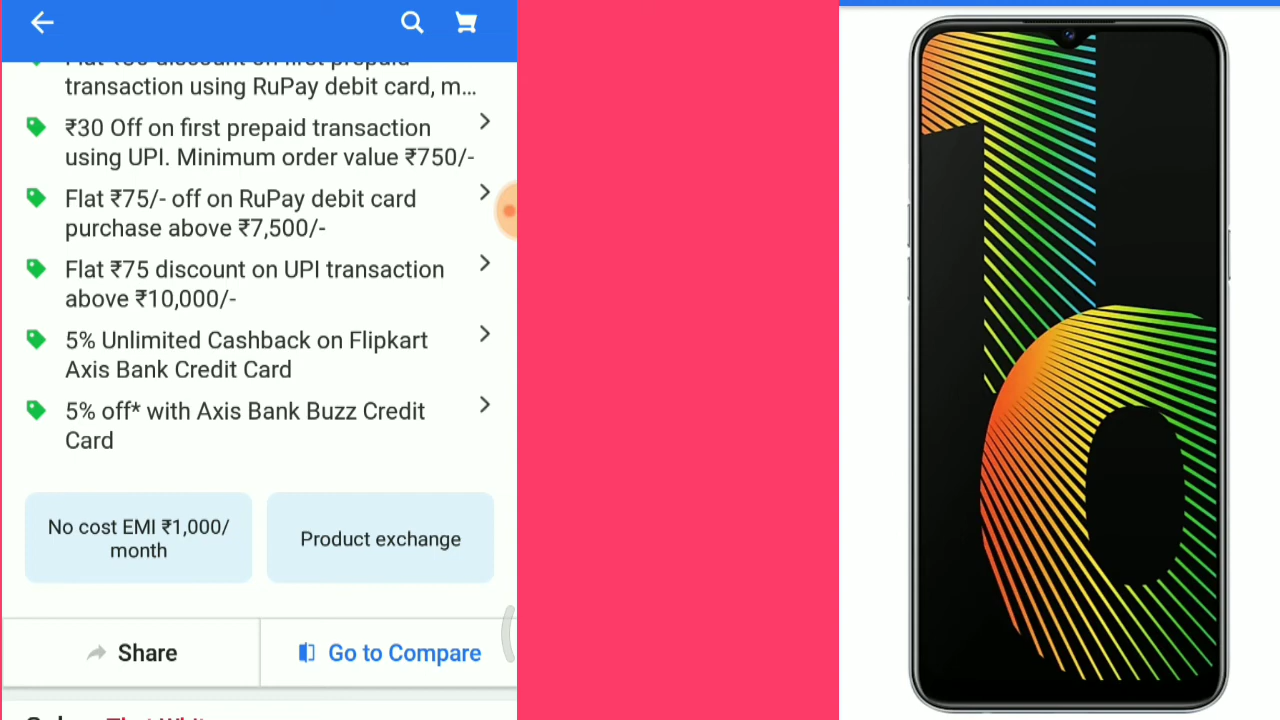 transaction using RuPay debit card, m...
₹30 Off on first prepaid transaction
using UPI. Minimum order value ₹750/-
Flat ₹75/- off on RuPay debit card
purchase above ₹7,500/-
Flat ₹75 discount on UPI transaction
above ₹10,000/-
5% Unlimited Cashback on Flipkart
Axis Bank Credit Card
5% off* with Axis Bank Buzz Credit
Card
No cost EMI ₹1,000/
month
Product exchange
Share
Go to Compare